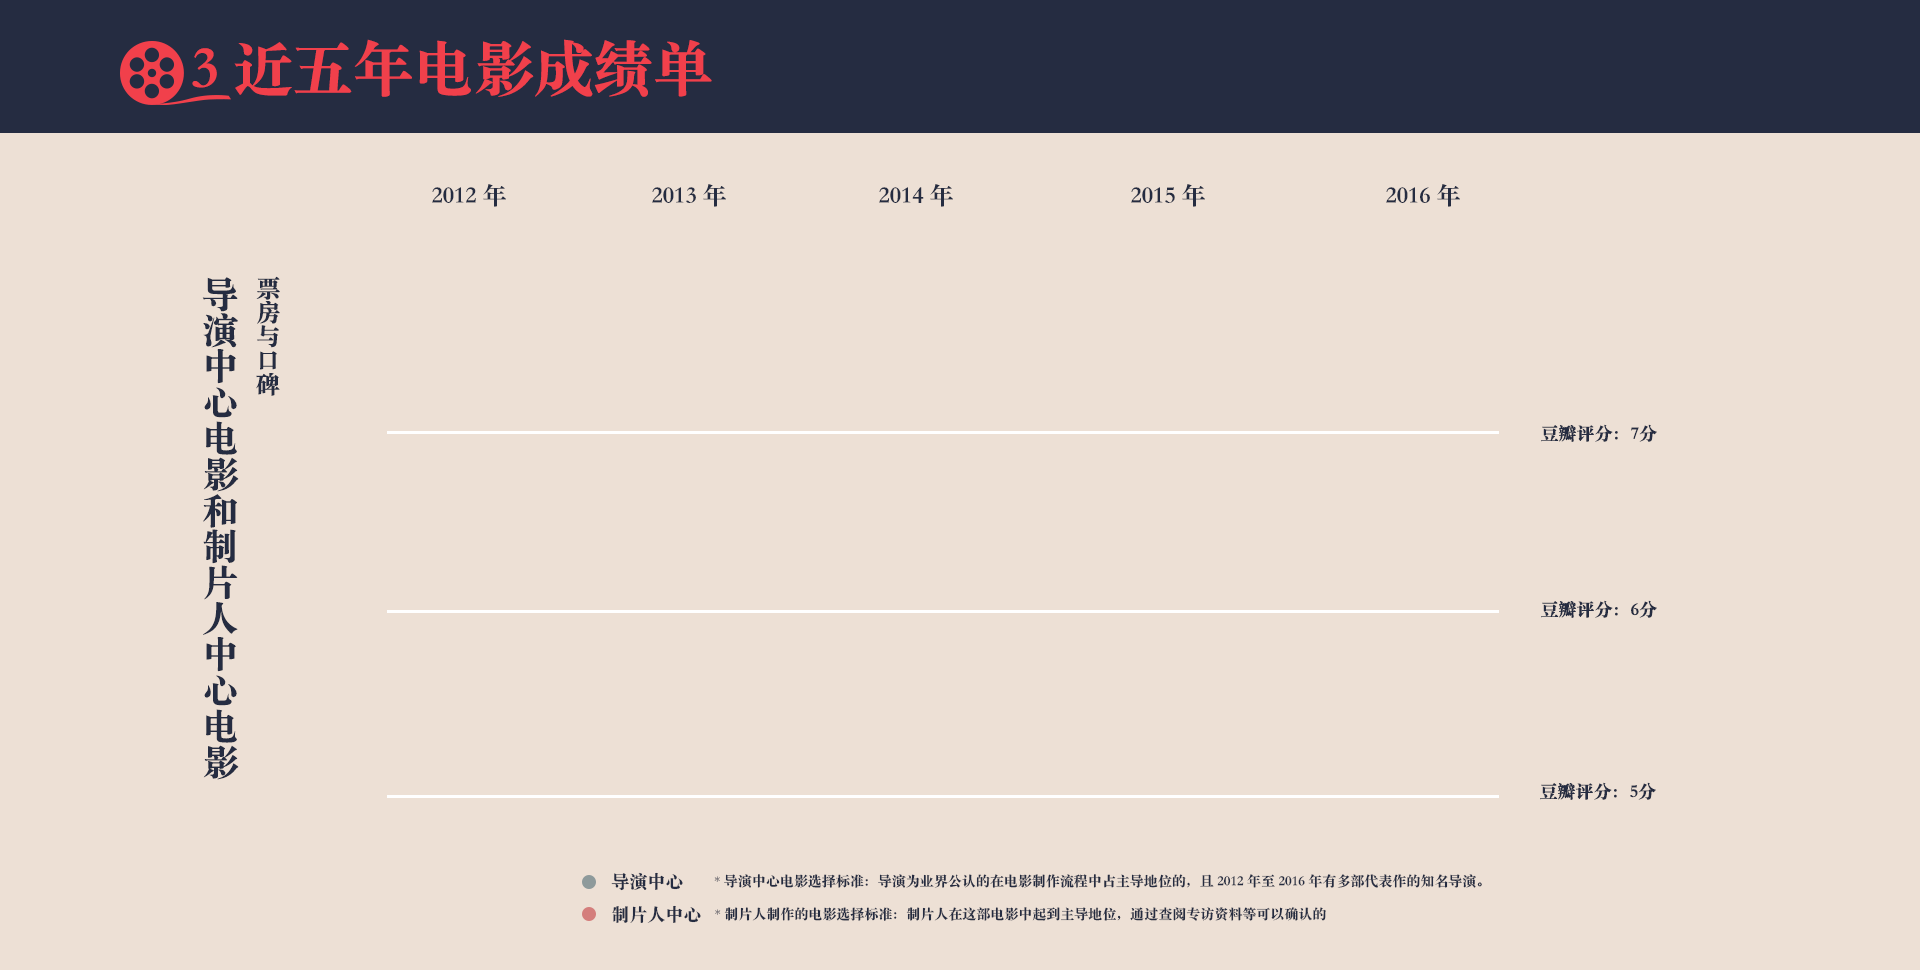 3 近五年电影成绩单
2012 年
2013 年
2014 年
2015 年
2016 年
导演中心电影和制片人中心电影
票房与口碑
豆瓣评分：7分
豆瓣评分：6分
豆瓣评分：5分
导演中心
* 导演中心电影选择标准：导演为业界公认的在电影制作流程中占主导地位的，且 2012 年至 2016 年有多部代表作的知名导演。
制片人中心
* 制片人制作的电影选择标准：制片人在这部电影中起到主导地位，通过查阅专访资料等可以确认的